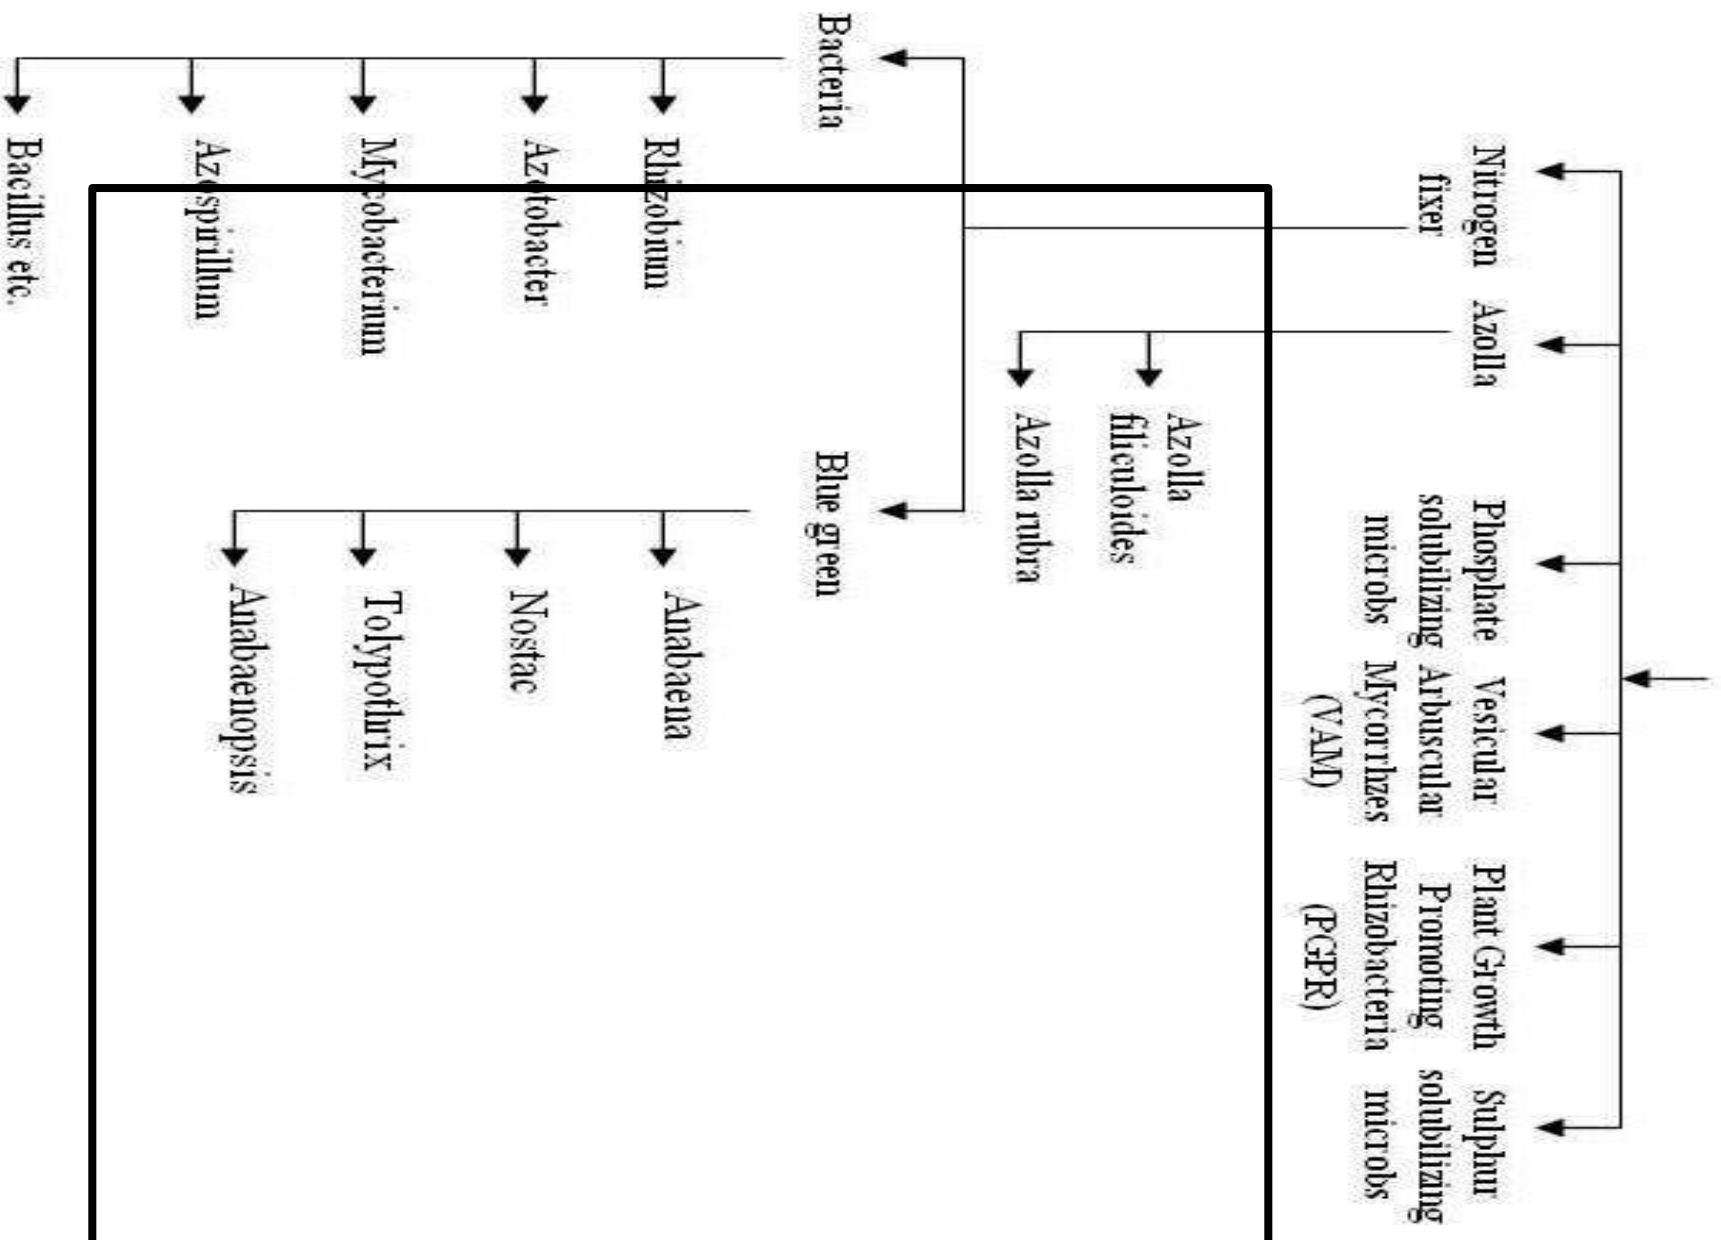 Nitrogen
fixer
Azolla
Phosphate
solubilizing
microbs
Vesicular
Arbuscular
Mycorrhzes
(VAM)
Plant Growth
Promoting
Rhizobacteria
(PGPR)
Sulphur
solubilizing
microbs
Azolla
filiculoides
Azolla rubra
Bacteria
Blue green
Rhizobium
Azotobacter
Mycobacterium
Azospirillum
Bacillus etc.
Anabaena
Nostac
Tolypothrix
Anabaenopsis